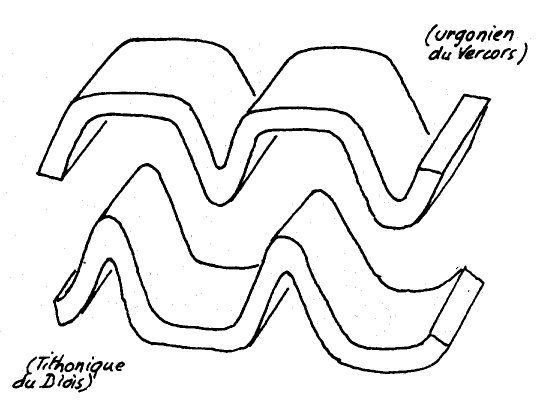 (urgonien
du Vercors)
(Tithonique
du Diois)